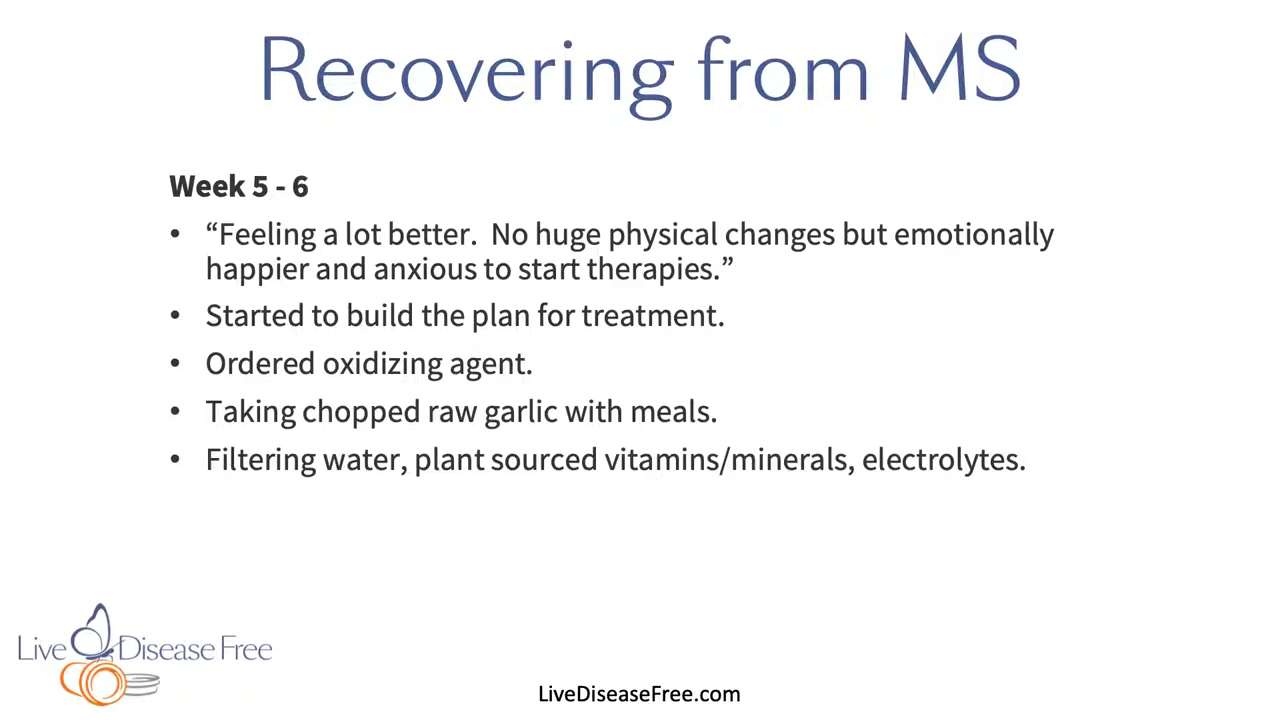 Recovering from MS
Week 5 - 6
• “Feeling a lot better.  No huge physical changes but emotionally
happier and anxious to start therapies.”
• Started to build the plan for treatment.
• Ordered oxidizing agent.
• Taking chopped raw garlic with meals.
• Filtering water, plant sourced vitamins/minerals, electrolytes.
Live Disease Free
LiveDiseaseFree.com